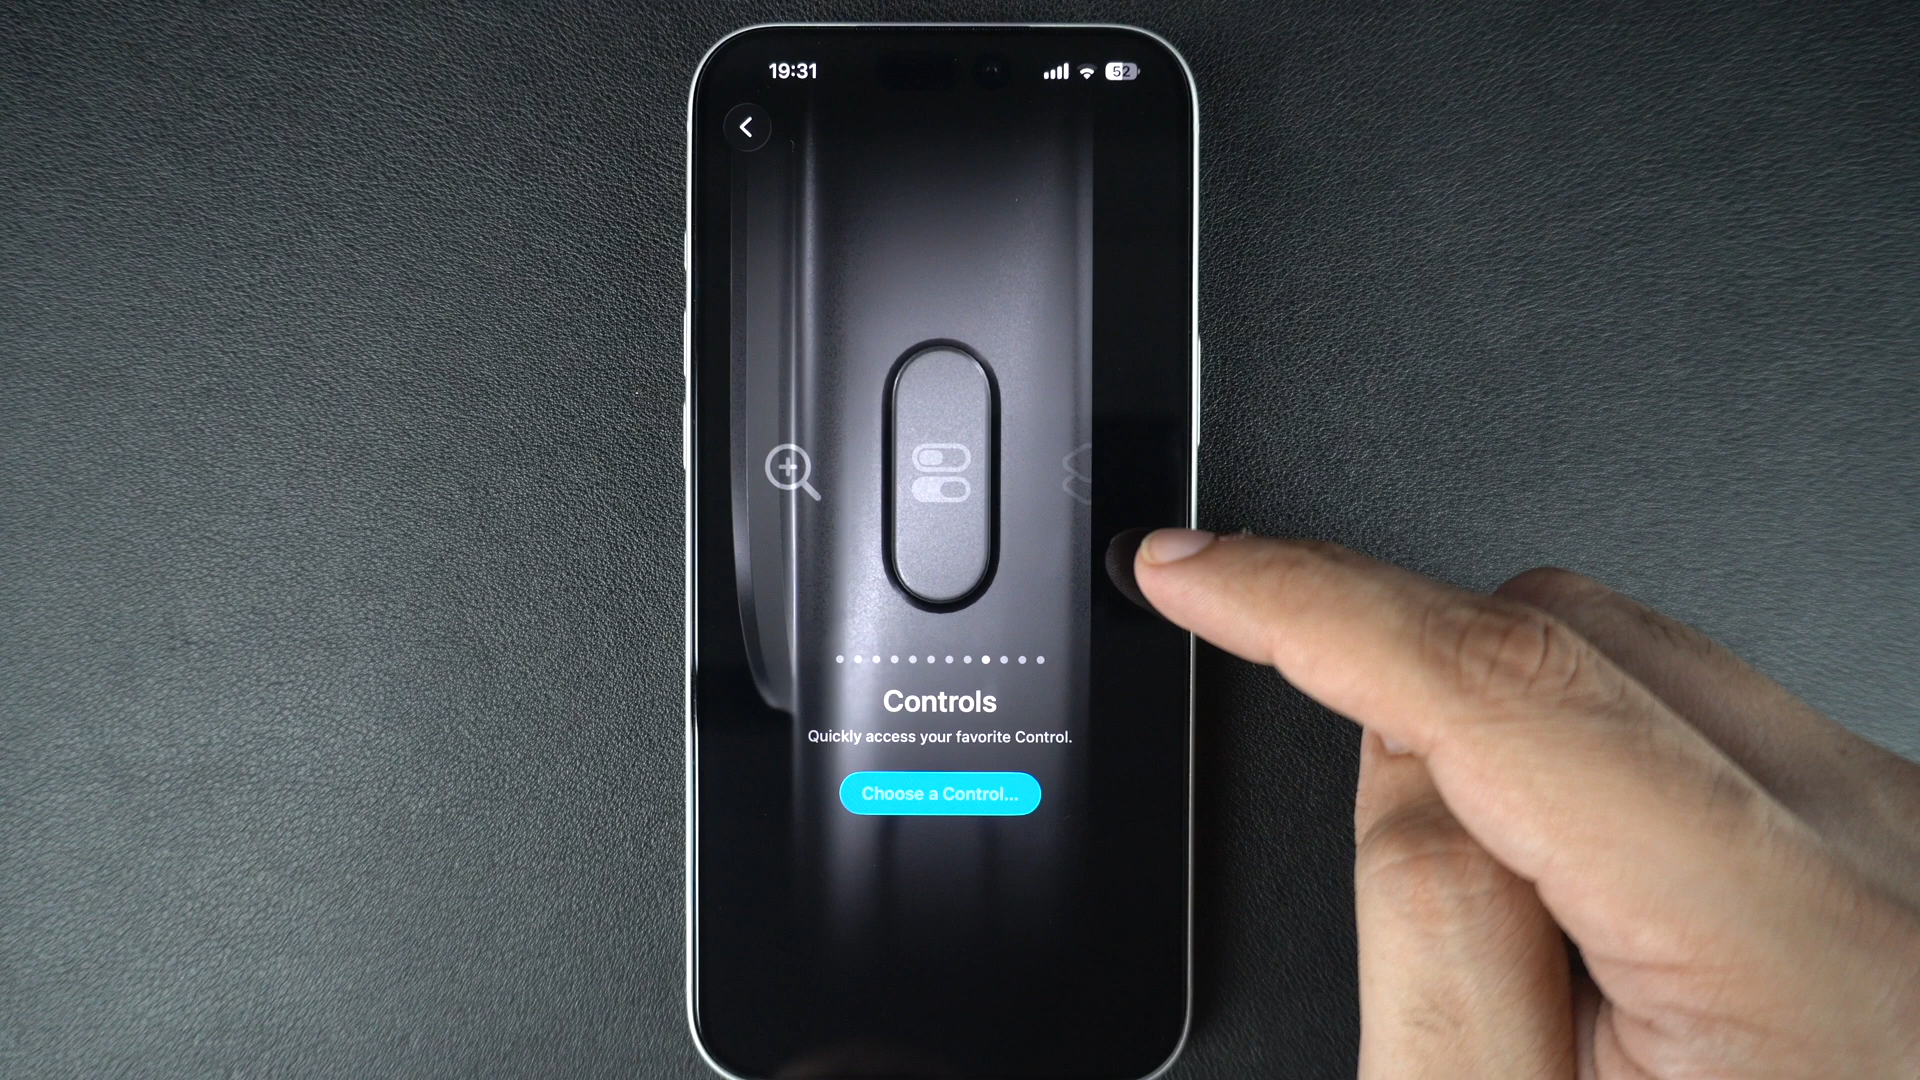 19:31
52
Controls
Quickly access your favorite Control.
Choose a Control...